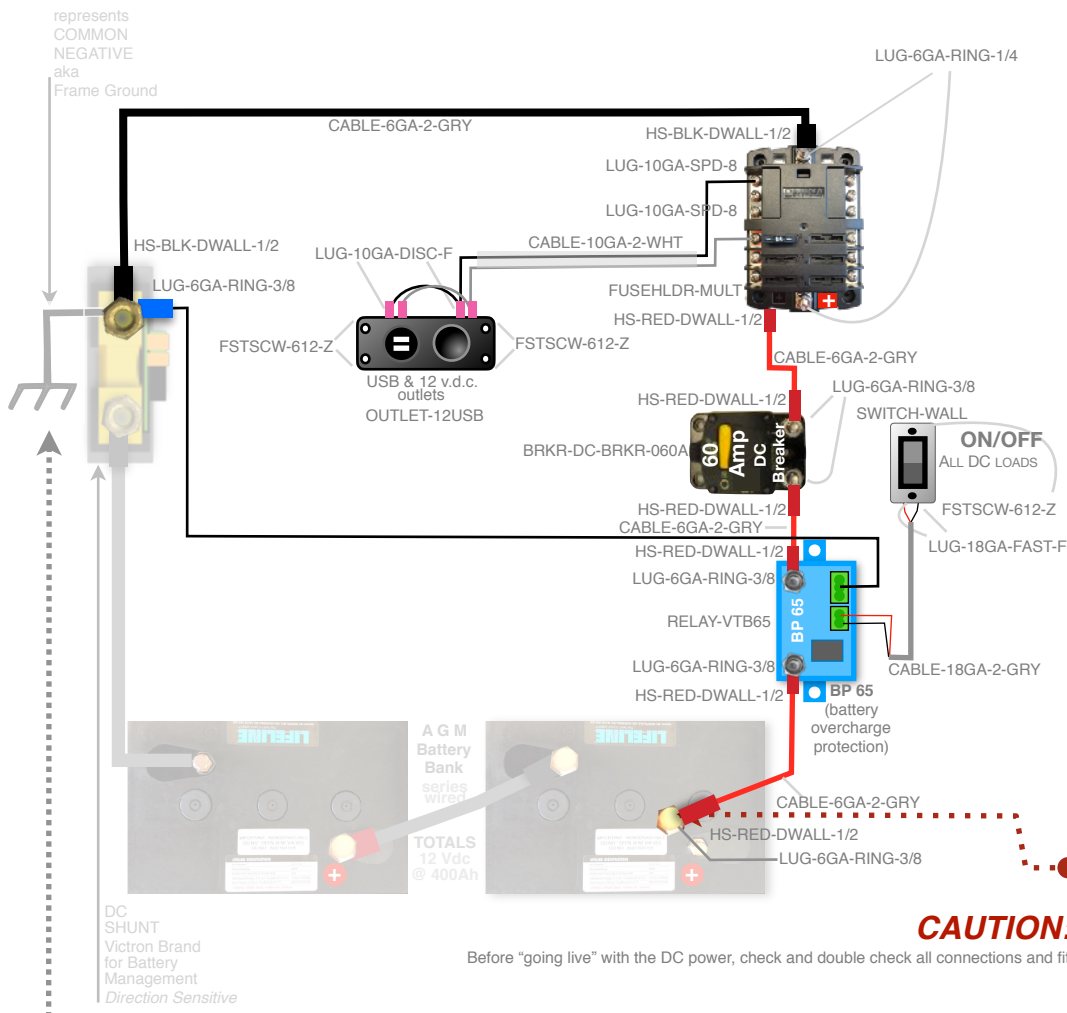 represents
COMMON
NEGATIVE
aka
Frame Ground
LUG-6GA-RING-1/4
CABLE-6GA-2-GRY
HS-BLK-DWALL-1/2
LUG-10GA-SPD-8
LUG-10GA-SPD-8
HS-BLK-DWALL-1/2
LUG-10GA-DISC-F
CABLE-10GA-2-WHT
LUG-6GA-RING-3/8
FUSEHLDR-MULT
HS-RED-DWALL-1/2
FSTSCW-612-Z
FSTSCW-612-Z
USB & 12 v.d.c.
outlets
OUTLET-12USB
CABLE-6GA-2-GRY
LUG-6GA-RING-3/8
HS-RED-DWALL-1/2
SWITCH-WALL
ON/OFF
ALL DC LOADS
BRKR-DC-BRKR-060A
60
Amp
DC
Breaker
HS-RED-DWALL-1/2
FSTSCW-612-Z
CABLE-6GA-2-GRY
LUG-18GA-FAST-F
HS-RED-DWALL-1/2
LUG-6GA-RING-3/8
BP 65
RELAY-VTB65
LUG-6GA-RING-3/8
CABLE-18GA-2-GRY
HS-RED-DWALL-1/2
BP 65
(battery
overcharge
protection)
LIFELINE
LIFELINE
A G M
Battery
Bank
series
wired
TOTALS
12 Vdc
@ 400Ah
CABLE-6GA-2-GRY
HS-RED-DWALL-1/2
LUG-6GA-RING-3/8
DC
SHUNT
Victron Brand
for Battery
Management
Direction Sensitive
CAUTION:
Before “going live” with the DC power, check and double check all connections and fit